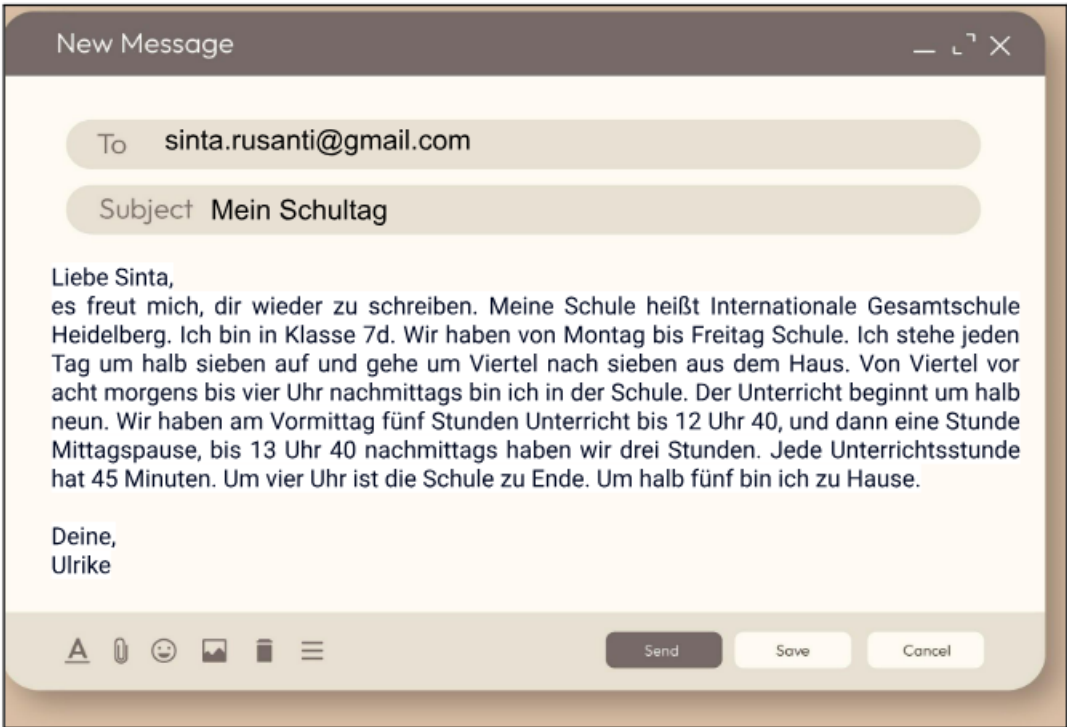 New Message
To sinta.rusanti@gmail.com
Subject Mein Schultag
Liebe Sinta,
es freut mich, dir wieder zu schreiben. Meine Schule heißt Internationale Gesamtschule
Heidelberg. Ich bin in Klasse 7d. Wir haben von Montag bis Freitag Schule. Ich stehe jeden
Tag um halb sieben auf und gehe um Viertel nach sieben aus dem Haus. Von Viertel vor
acht morgens bis vier Uhr nachmittags bin ich in der Schule. Der Unterricht beginnt um halb
neun. Wir haben am Vormittag fünf Stunden Unterricht bis 12 Uhr 40, und dann eine Stunde
Mittagspause, bis 13 Uhr 40 nachmittags haben wir drei Stunden. Jede Unterrichtsstunde
hat 45 Minuten. Um vier Uhr ist die Schule zu Ende. Um halb fünf bin ich zu Hause.
Deine,
Ulrike
A Send Save Cancel